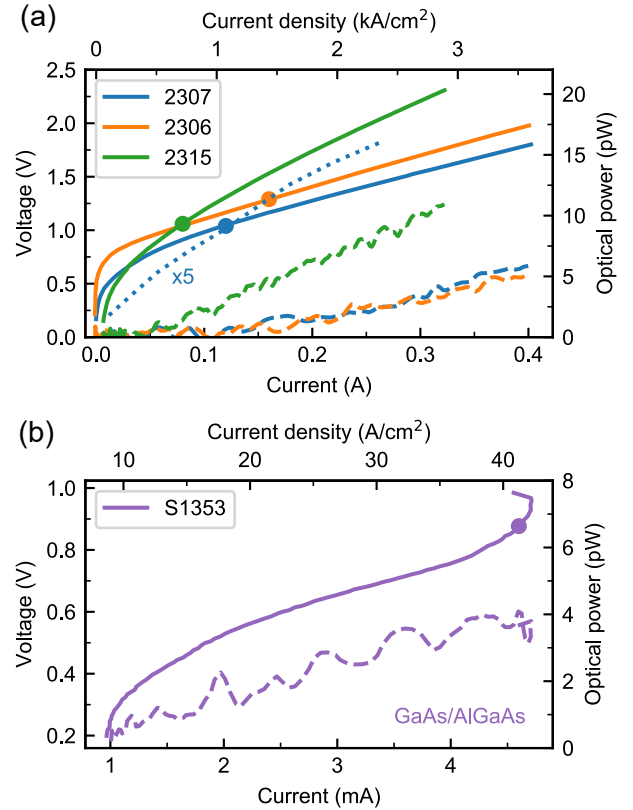 (a)
Current density (kA/cm²)
0 1 2 3
2.5
2.0
1.5
1.0
0.5
0.0
Voltage (V)
2307
2306
2315
x5
20
15
10
5
0
Optical power (pW)
0.0 0.1 0.2 0.3 0.4
Current (A)
(b)
Current density (A/cm²)
10 20 30 40
1.0
0.8
0.6
0.4
0.2
Voltage (V)
S1353
GaAs/AlGaAs
8
6
4
2
0
Optical power (pW)
1 2 3 4
Current (mA)